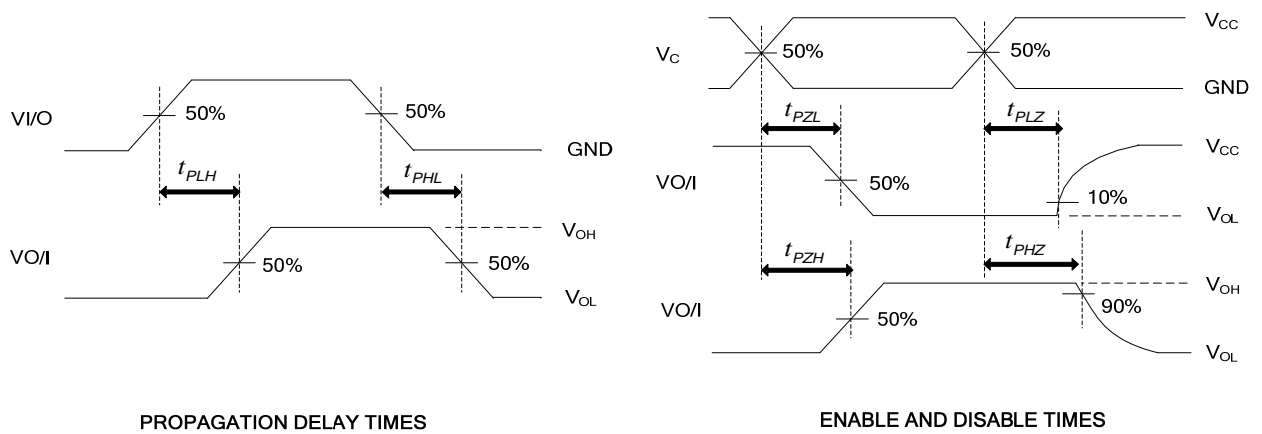 VI/O
50%
50%
GND
tPLH
tPHL
VO/I
50%
50%
VOH
VOL
PROPAGATION DELAY TIMES
VC
50%
50%
VCC
GND
tPZL
tPLZ
VO/I
50%
10%
VCC
VOL
tPZH
tPHZ
VO/I
50%
90%
VOH
VOL
ENABLE AND DISABLE TIMES